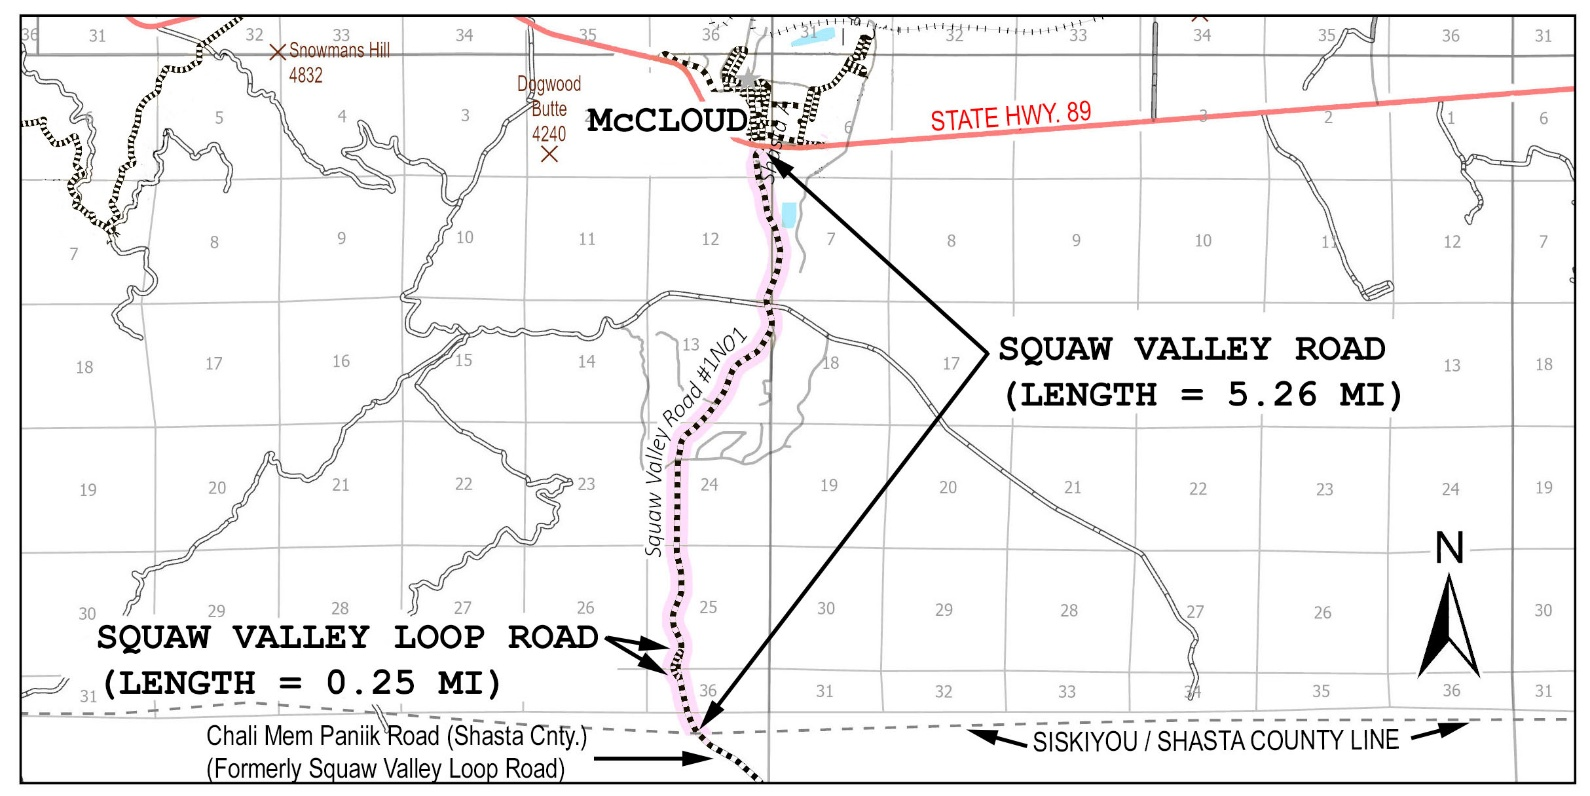 36 31 32 33 34 35 36 31 32 33 34 35 36 31
Snowmans Hill
4832
Dogwood
Butte
4240
McCLOUD
STATE HWY. 89
5 4 3 6 3 2 1 6
7 8 9 10 11 12 7 8 9 10 11 12 7
18 17 16 15 14 13 18 17 13 18
Squaw Valley Road #1N01
SQUAW VALLEY ROAD
(LENGTH = 5.26 MI)
19 20 21 22 23 24 19 20 21 22 23 24 19
N
30 29 28 27 26 25 30 29 28 27 26 30
SQUAW VALLEY LOOP ROAD
(LENGTH = 0.25 MI)
31 36 31 32 33 34 35 36 31
Chali Mem Paniik Road (Shasta Cnty.)
(Formerly Squaw Valley Loop Road)
SISKIYOU / SHASTA COUNTY LINE